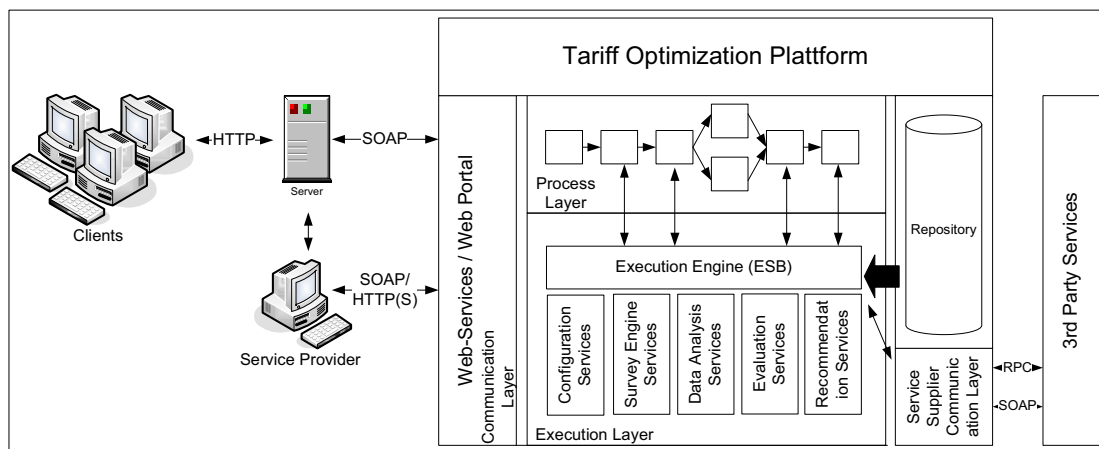 Tariff Optimization Plattform
HTTP
SOAP
Server
Clients
SOAP/
HTTP(S)
Service Provider
Web-Services / Web Portal
Communication
Layer
Process
Layer
Execution Engine (ESB)
Configuration
Services
Survey Engine
Services
Data Analysis
Services
Evaluation
Services
Recommendat
ion Services
Execution Layer
Repository
Service
Supplier
Communic
ation Layer
RPC
SOAP
3rd Party Services